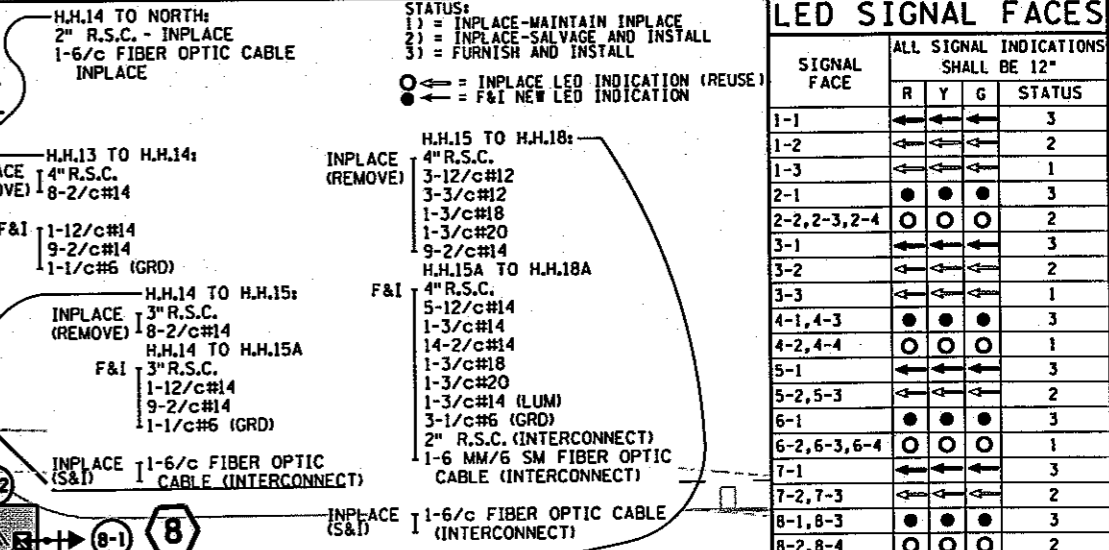 H.H.14 TO NORTH:
2" R.S.C. - INPLACE
1-6/c FIBER OPTIC CABLE
INPLACE
STATUS:
1) = INPLACE-MAINTAIN INPLACE
2) = INPLACE-SALVAGE AND INSTALL
3) = FURNISH AND INSTALL
= INPLACE LED INDICATION (REUSE)
= F&I NEW LED INDICATION
H.H.13 TO H.H.14:
4" R.S.C.
8-2/c#14
F&I 1-12/c#14
9-2/c#14
1-1/c#6 (GRD)
H.H.14 TO H.H.15:
INPLACE 3" R.S.C.
(REMOVE) 8-2/c#14
H.H.14 TO H.H.15A
F&I 3" R.S.C.
1-12/c#14
9-2/c#14
1-1/c#6 (GRD)
INPLACE 1-6/c FIBER OPTIC
(S&I) CABLE (INTERCONNECT)
8-1 8
H.H.15 TO H.H.18:
INPLACE 4" R.S.C.
(REMOVE) 3-12/c#12
3-3/c#12
1-3/c#18
1-3/c#20
9-2/c#14
H.H.15A TO H.H.18A
F&I 4" R.S.C.
5-12/c#14
1-3/c#14
14-2/c#14
1-3/c#18
1-3/c#20
1-3/c#14 (LUM)
3-1/c#6 (GRD)
2" R.S.C. (INTERCONNECT)
1-6 MM/6 SM FIBER OPTIC
CABLE (INTERCONNECT)
INPLACE 1-6/c FIBER OPTIC CABLE
(S&I) (INTERCONNECT)
LED SIGNAL FACES
SIGNAL FACE
ALL SIGNAL INDICATIONS
SHALL BE 12"
R Y G STATUS
1-1 3
1-2 2
1-3 1
2-1 3
2-2,2-3,2-4 2
3-1 3
3-2 2
3-3 1
4-1,4-3 3
4-2,4-4 1
5-1 3
5-2,5-3 2
6-1 3
6-2,6-3,6-4 1
7-1 3
7-2,7-3 2
8-1,8-3 3
8-2,8-4 2